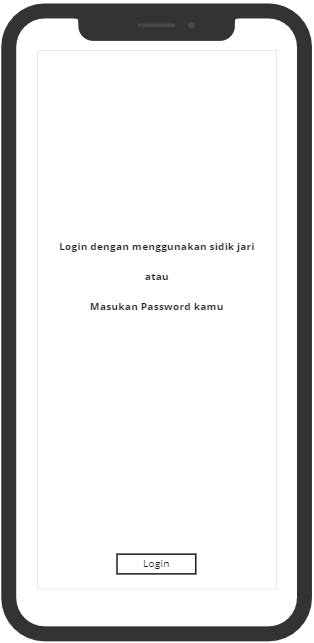 Login dengan menggunakan sidik jari
atau
Masukan Password kamu
Login